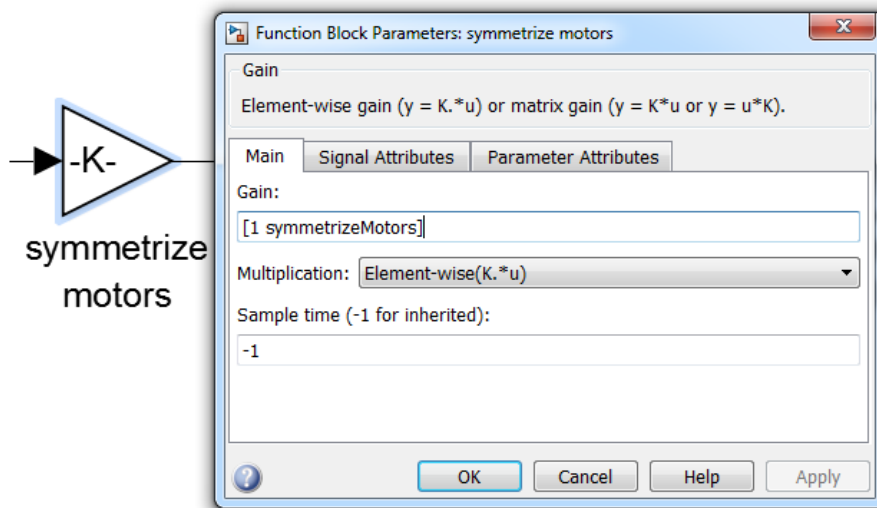 Function Block Parameters: symmetrize motors
Gain
Element-wise gain (y = K.*u) or matrix gain (y = K*u or y = u*K).
Main Signal Attributes Parameter Attributes
Gain:
[1 symmetrizeMotors]
Multiplication: Element-wise(K.*u)
Sample time (-1 for inherited):
-1
OK Cancel Help Apply
-K-
symmetrize
motors